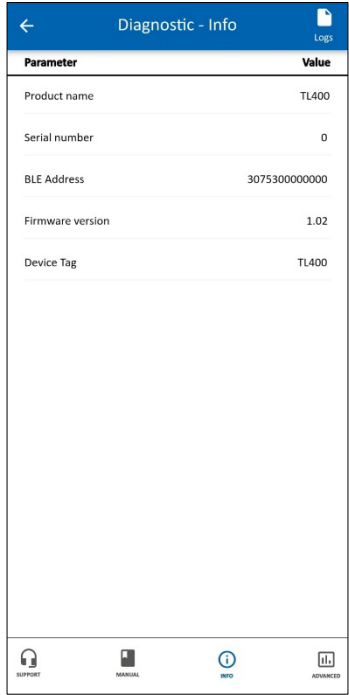 Diagnostic - Info
Logs
Parameter Value
Product name TL400
Serial number 0
BLE Address 3075300000000
Firmware version 1.02
Device Tag TL400
SUPPORT MANUAL INFO ADVANCED